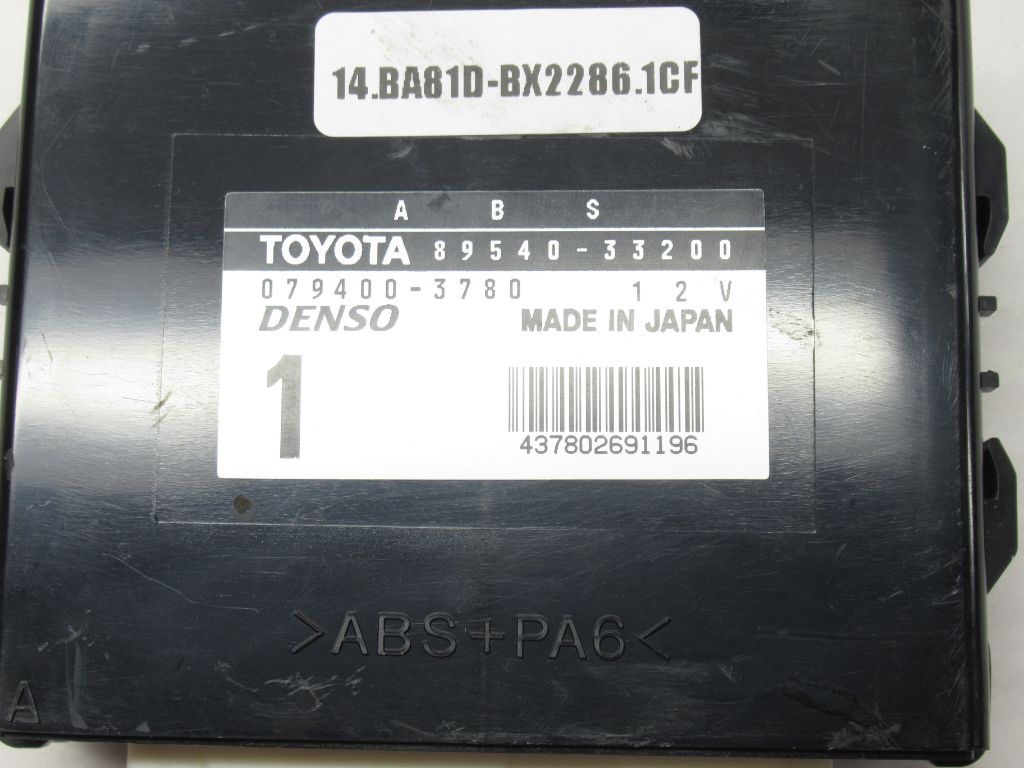 14.BA81D-BX2286.1CF
A B S
TOYOTA 89540-33200
079400-3780 12V
DENSO MADE IN JAPAN
1
437802691196
>ABS+PA6<
A